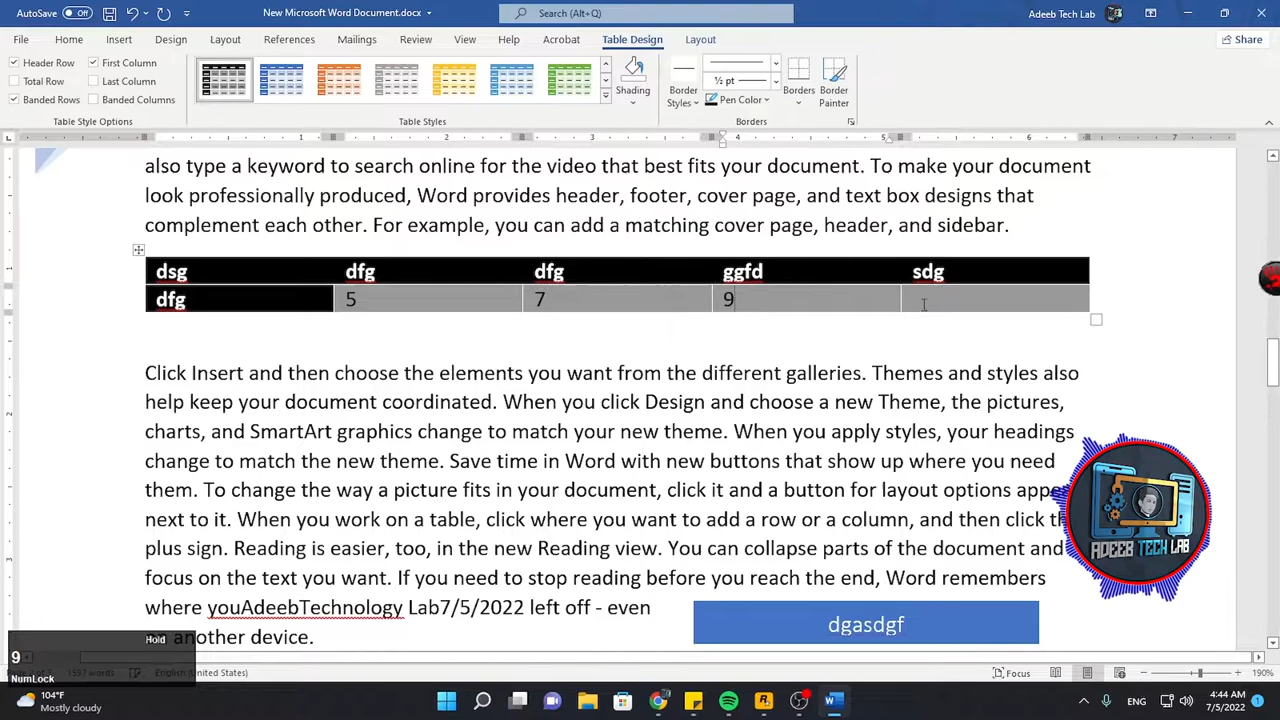 AutoSave Off New Microsoft Word Document.docx Search (Alt+Q) Adeeb Tech Lab
File Home Insert Design Layout References Mailings Review View Help Acrobat Table Design Layout Share
Header Row First Column
Total Row Last Column
Banded Rows Banded Columns
Table Style Options
Table Styles
Shading
Border Styles
½ pt
Pen Color
Borders
Border Painter
Borders
1 2 3 4 5 6 7
also type a keyword to search online for the video that best fits your document. To make your document
look professionally produced, Word provides header, footer, cover page, and text box designs that
complement each other. For example, you can add a matching cover page, header, and sidebar.
dsg dfg dfg ggfd sdg
dfg 5 7 9
Click Insert and then choose the elements you want from the different galleries. Themes and styles also
help keep your document coordinated. When you click Design and choose a new Theme, the pictures,
charts, and SmartArt graphics change to match your new theme. When you apply styles, your headings
change to match the new theme. Save time in Word with new buttons that show up where you need
them. To change the way a picture fits in your document, click it and a button for layout options appe
next to it. When you work on a table, click where you want to add a row or a column, and then click th
plus sign. Reading is easier, too, in the new Reading view. You can collapse parts of the document and
focus on the text you want. If you need to stop reading before you reach the end, Word remembers
where youAdeebTechnology Lab7/5/2022 left off - even
another device.
dgasdgf
ADEEB TECH LAB
Hold
9
NumLock
1597 words English (United States) Focus 190%
104°F
Mostly cloudy
ENG 4:44 AM
7/5/2022